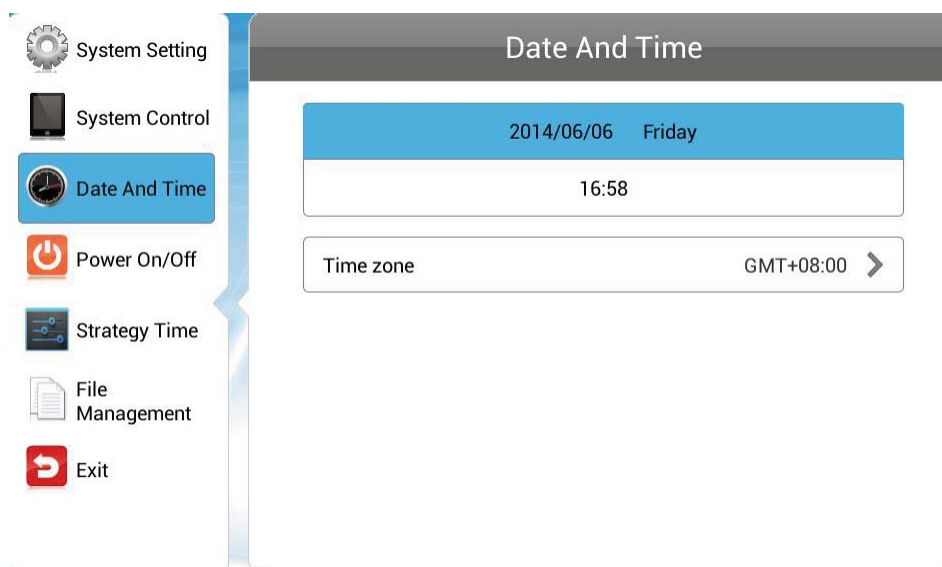 System Setting
System Control
Date And Time
Power On/Off
Strategy Time
File
Management
Exit
Date And Time
2014/06/06 Friday
16:58
Time zone GMT+08:00